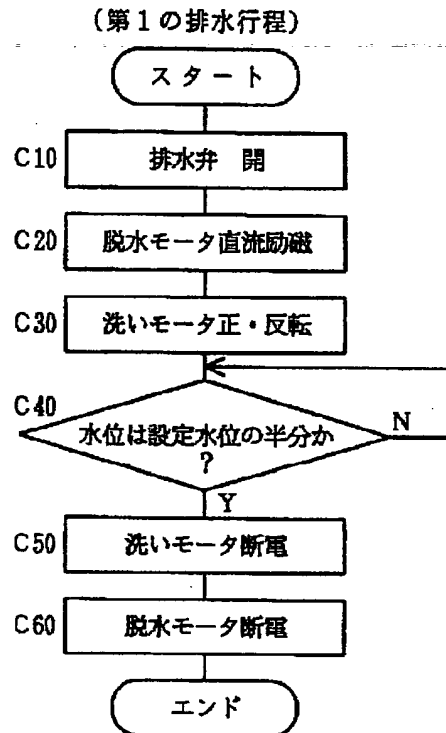 (第1の排水行程)
スタート
C10 排水弁 開
C20 脱水モータ直流励磁
C30 洗いモータ正・反転
C40 水位は設定水位の半分か
? N
Y
C50 洗いモータ断電
C60 脱水モータ断電
エンド